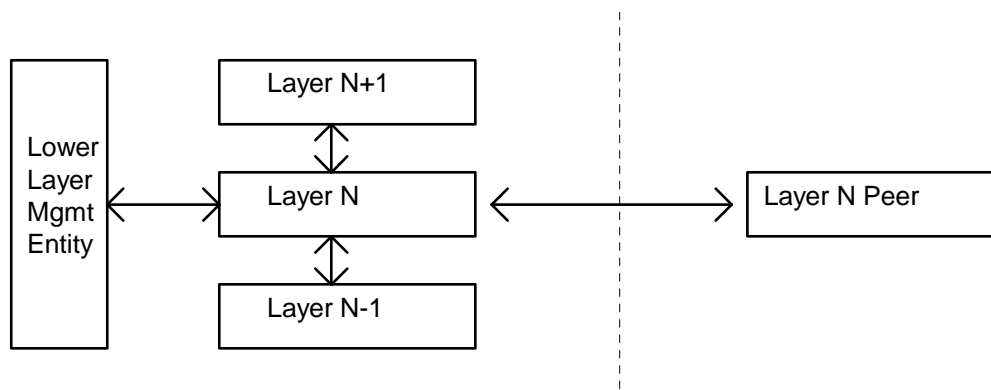 Layer N+1
Lower
Layer
Mgmt
Entity
Layer N
Layer N Peer
Layer N-1